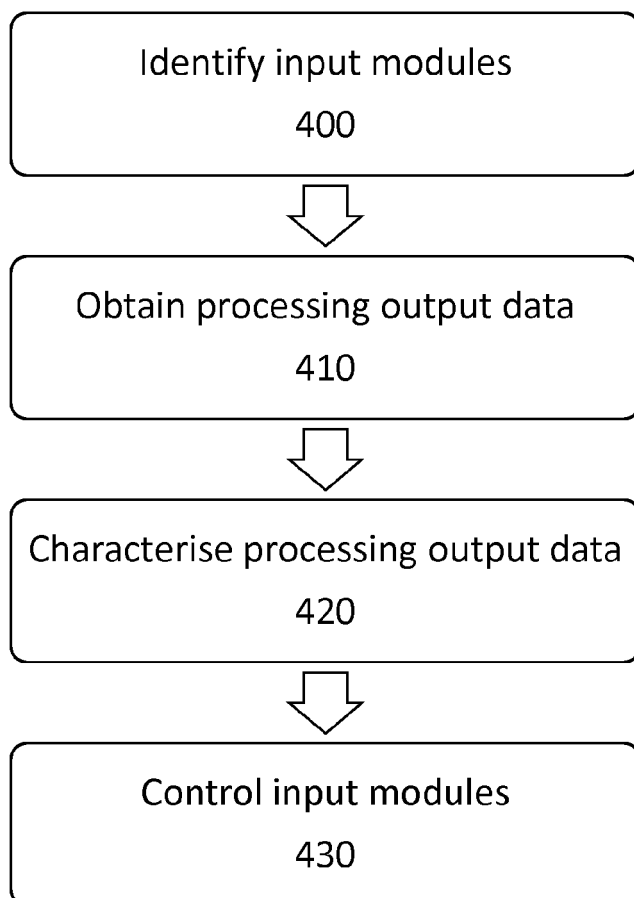 Identify input modules
400
Obtain processing output data
410
Characterise processing output data
420
Control input modules
430